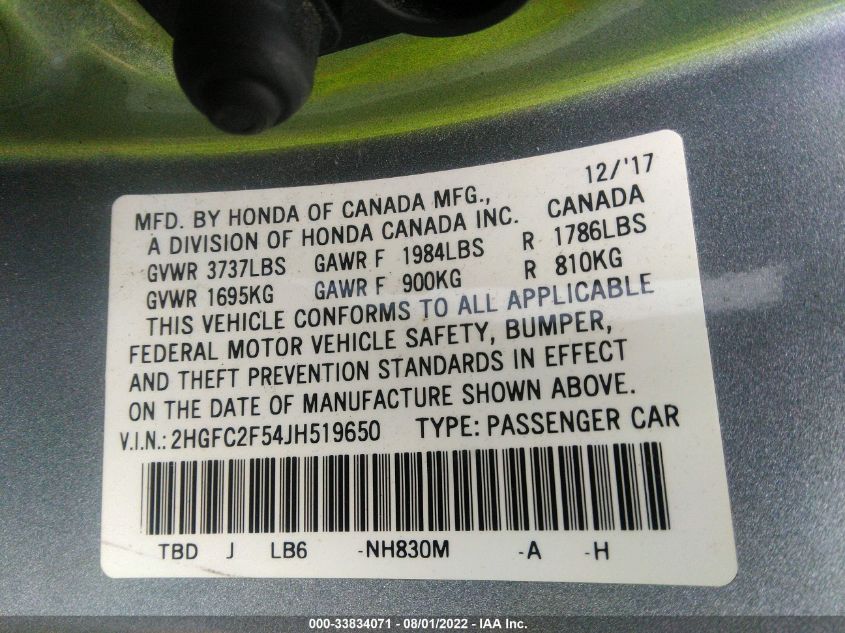 12/'17
MFD. BY HONDA OF CANADA MFG.,
A DIVISION OF HONDA CANADA INC. CANADA
GVWR 3737LBS GAWR F 1984LBS R 1786LBS
GVWR 1695KG GAWR F 900KG R 810KG
THIS VEHICLE CONFORMS TO ALL APPLICABLE
FEDERAL MOTOR VEHICLE SAFETY, BUMPER,
AND THEFT PREVENTION STANDARDS IN EFFECT
ON THE DATE OF MANUFACTURE SHOWN ABOVE.
V.I.N.: 2HGFC2F54JH519650 TYPE: PASSENGER CAR
TBD J LB6 -NH830M -A -H
000-33834071 - 08/01/2022 - IAA Inc.